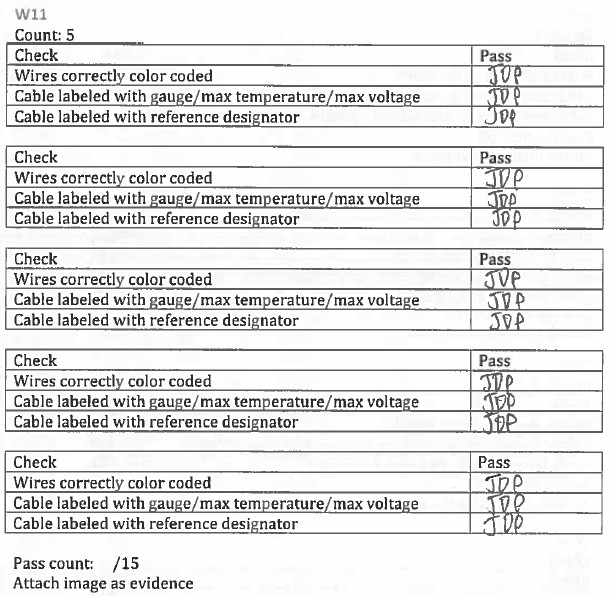 W11
Count: 5
Check Pass
Wires correctly color coded JDP
Cable labeled with gauge/max temperature/max voltage JDP
Cable labeled with reference designator JDP
Check Pass
Wires correctly color coded JDP
Cable labeled with gauge/max temperature/max voltage JDP
Cable labeled with reference designator JDP
Check Pass
Wires correctly color coded JDP
Cable labeled with gauge/max temperature/max voltage JDP
Cable labeled with reference designator JDP
Check Pass
Wires correctly color coded JDP
Cable labeled with gauge/max temperature/max voltage JDP
Cable labeled with reference designator JDP
Check Pass
Wires correctly color coded JDP
Cable labeled with gauge/max temperature/max voltage JDP
Cable labeled with reference designator JDP
Pass count: /15
Attach image as evidence